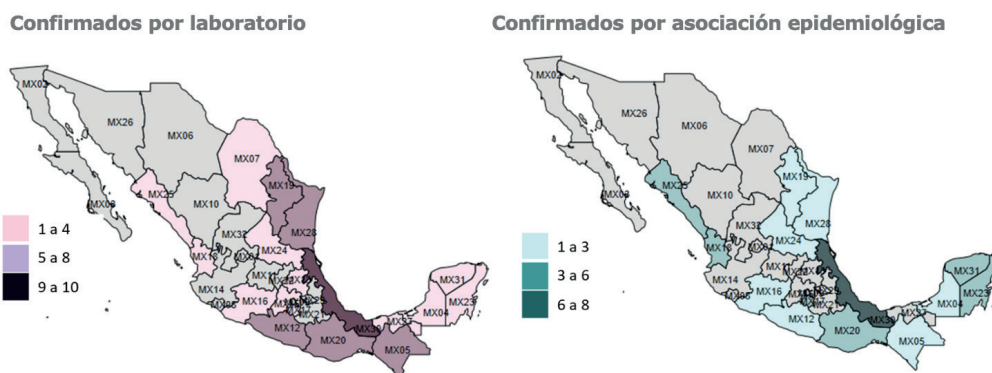 Confirmados por laboratorio
Confirmados por asociación epidemiológica
MX02
MX26
MX06
MX07
MX03
MX25
MX10
MX19
MX28
MX32
MX24
MX18
MX14
MX16
MX12
MX20
MX05
MX30
MX04
MX31
MX23
MX27
1 a 4
5 a 8
9 a 10
MX02
MX26
MX06
MX07
MX03
MX25
MX10
MX19
MX28
MX32
MX24
MX18
MX14
MX16
MX12
MX20
MX05
MX30
MX04
MX31
MX23
MX27
1 a 3
3 a 6
6 a 8